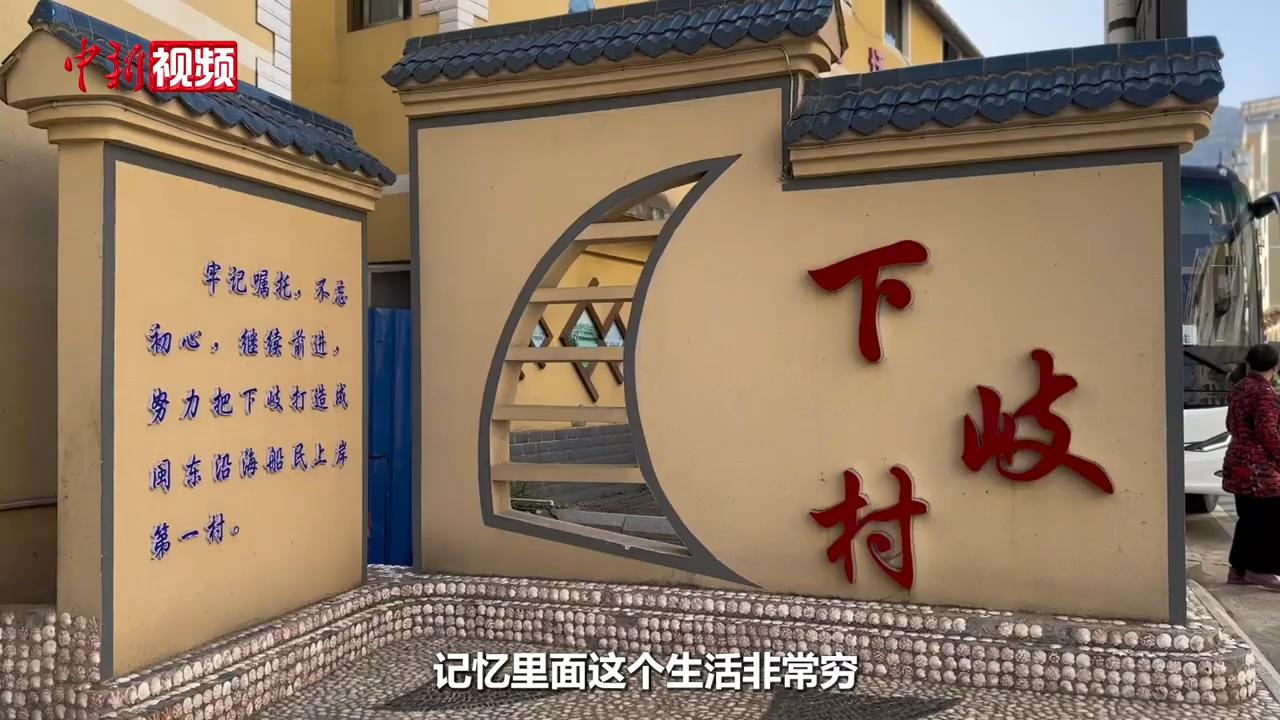 中新视频
牢记嘱托，不忘
初心，继续前进，
努力把下岐打造成
闽东沿海船民上岸
第一村。
下
岐
村
记忆里面这个生活非常穷